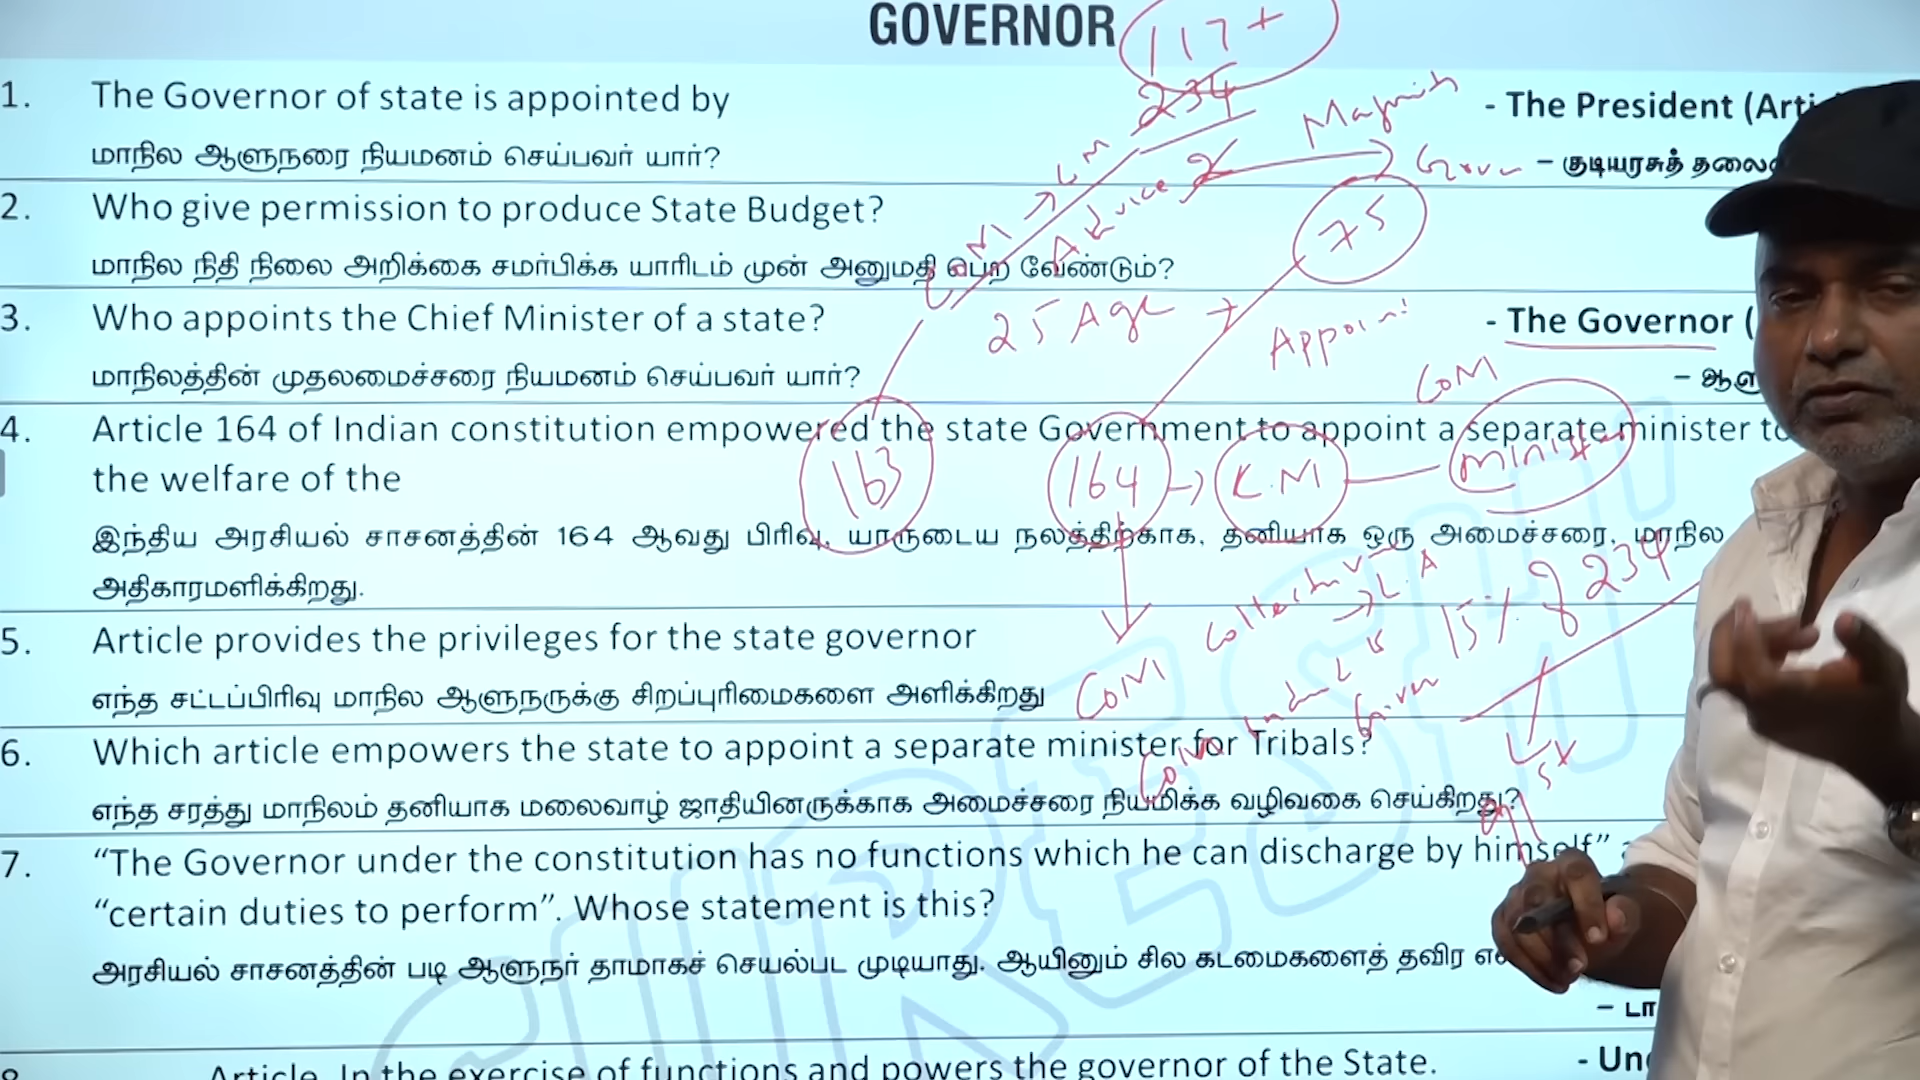 GOVERNOR
117+
234
1. The Governor of state is appointed by - The President (Arti
மாநில ஆளுநரை நியமனம் செய்பவர் யார்? – குடியரசுத் தலை
Gover
Advice
75
2. Who give permission to produce State Budget?
மாநில நிதி நிலை அறிக்கை சமர்பிக்க யாரிடம் முன் அனுமதி பெற வேண்டும்?
25 Age
Appoint
3. Who appoints the Chief Minister of a state? - The Governor (
மாநிலத்தின் முதலமைச்சரை நியமனம் செய்பவர் யார்? – ஆளு
CoM
4. Article 164 of Indian constitution empowered the state Government to appoint a separate minister to
the welfare of the
163 164 → C.M minister
இந்திய அரசியல் சாசனத்தின் 164 ஆவது பிரிவு, யாருடைய நலத்திற்காக, தனியாக ஒரு அமைச்சரை, மாநில
அதிகாரமளிக்கிறது.
L.A
15% of 234
5. Article provides the privileges for the state governor
எந்த சட்டப்பிரிவு மாநில ஆளுநருக்கு சிறப்புரிமைகளை அளிக்கிறது
CoM
6. Which article empowers the state to appoint a separate minister for Tribals?
எந்த சரத்து மாநிலம் தனியாக மலைவாழ் ஜாதியினருக்காக அமைச்சரை நியமிக்க வழிவகை செய்கிறது?
7. “The Governor under the constitution has no functions which he can discharge by himself”
“certain duties to perform”. Whose statement is this?
அரசியல் சாசனத்தின் படி ஆளுநர் தாமாகச் செயல்பட முடியாது. ஆயினும் சில கடமைகளைத் தவிர
– டா
Article, In the exercise of functions and powers the governor of the State. - Un